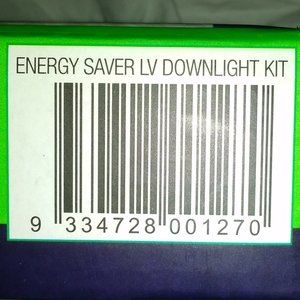 ENERGY SAVER LV DOWNLIGHT KIT
9 334728 001270